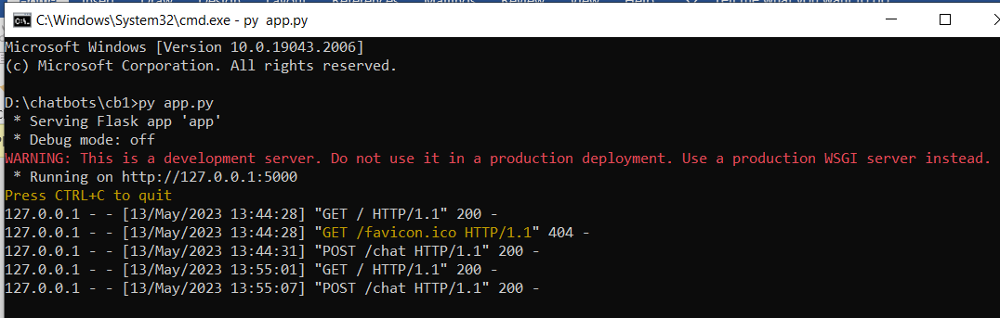 C:\Windows\System32\cmd.exe - py  app.py
Microsoft Windows [Version 10.0.19043.2006]
(c) Microsoft Corporation. All rights reserved.
D:\chatbots\cb1>py app.py
* Serving Flask app 'app'
* Debug mode: off
WARNING: This is a development server. Do not use it in a production deployment. Use a production WSGI server instead.
* Running on http://127.0.0.1:5000
Press CTRL+C to quit
127.0.0.1 - - [13/May/2023 13:44:28] "GET / HTTP/1.1" 200 -
127.0.0.1 - - [13/May/2023 13:44:28] "GET /favicon.ico HTTP/1.1" 404 -
127.0.0.1 - - [13/May/2023 13:44:31] "POST /chat HTTP/1.1" 200 -
127.0.0.1 - - [13/May/2023 13:55:01] "GET / HTTP/1.1" 200 -
127.0.0.1 - - [13/May/2023 13:55:07] "POST /chat HTTP/1.1" 200 -